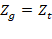 Z_g = Z_t